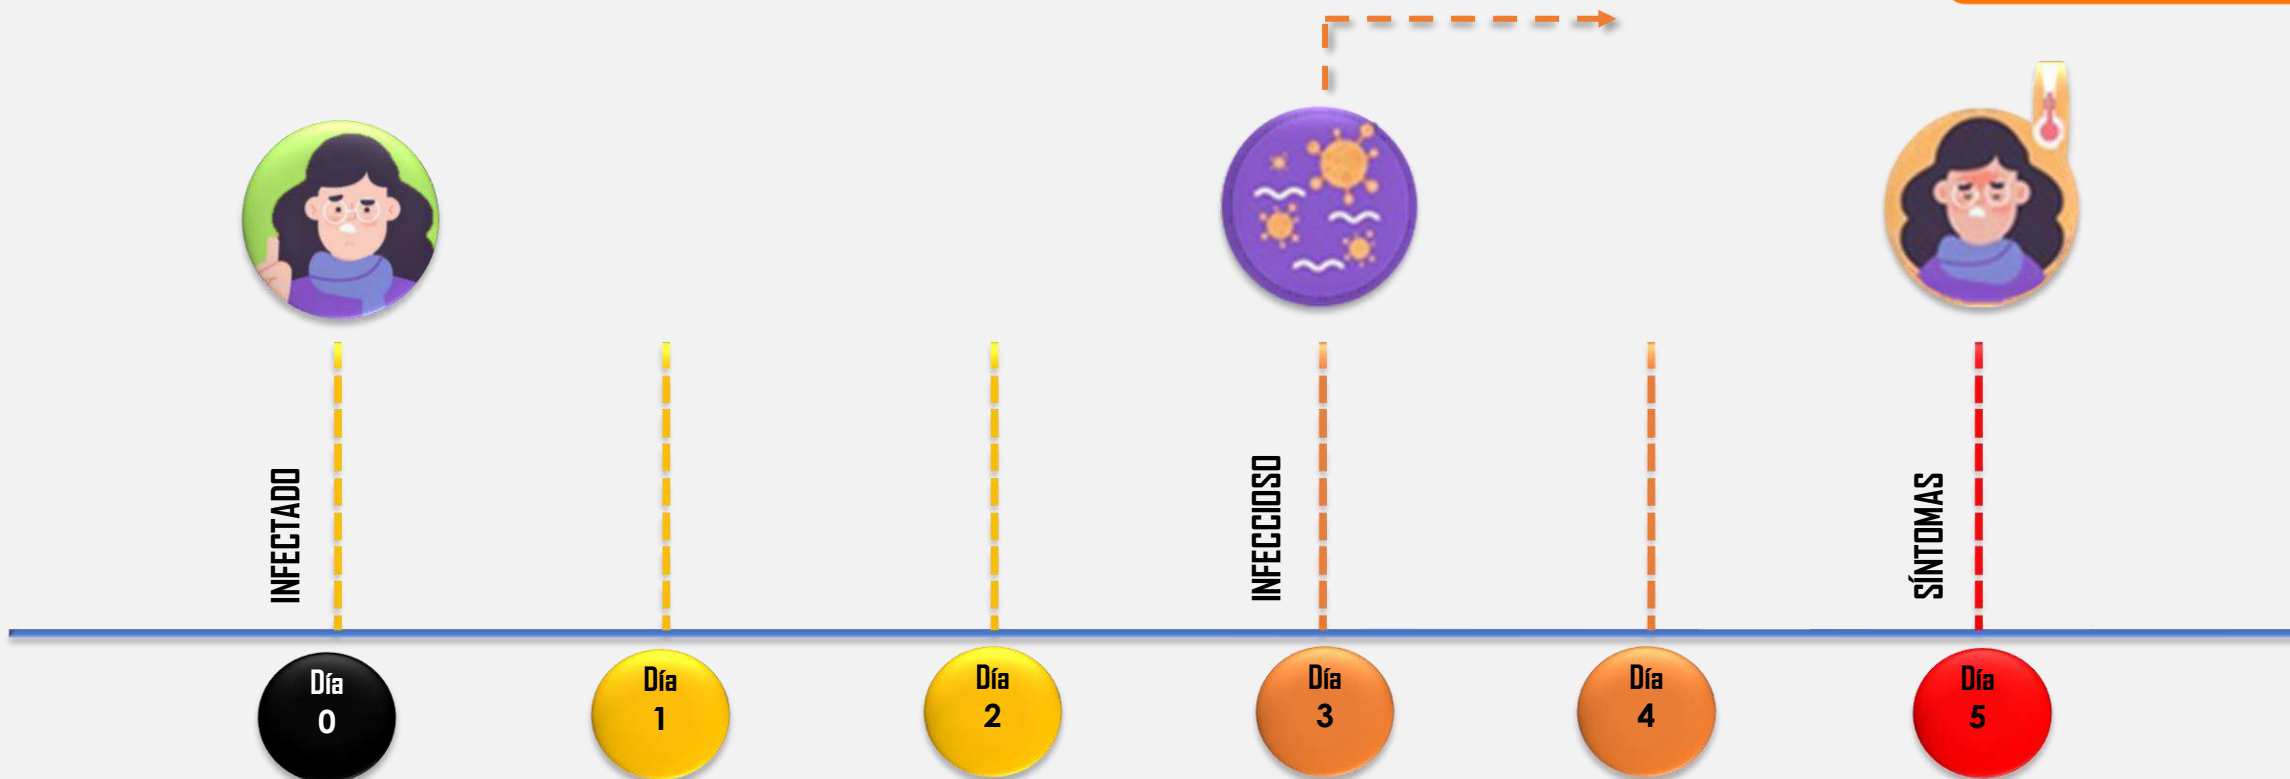 INFECTADO
INFECCIOSO
SÍNTOMAS
Día
0
Día
1
Día
2
Día
3
Día
4
Día
5